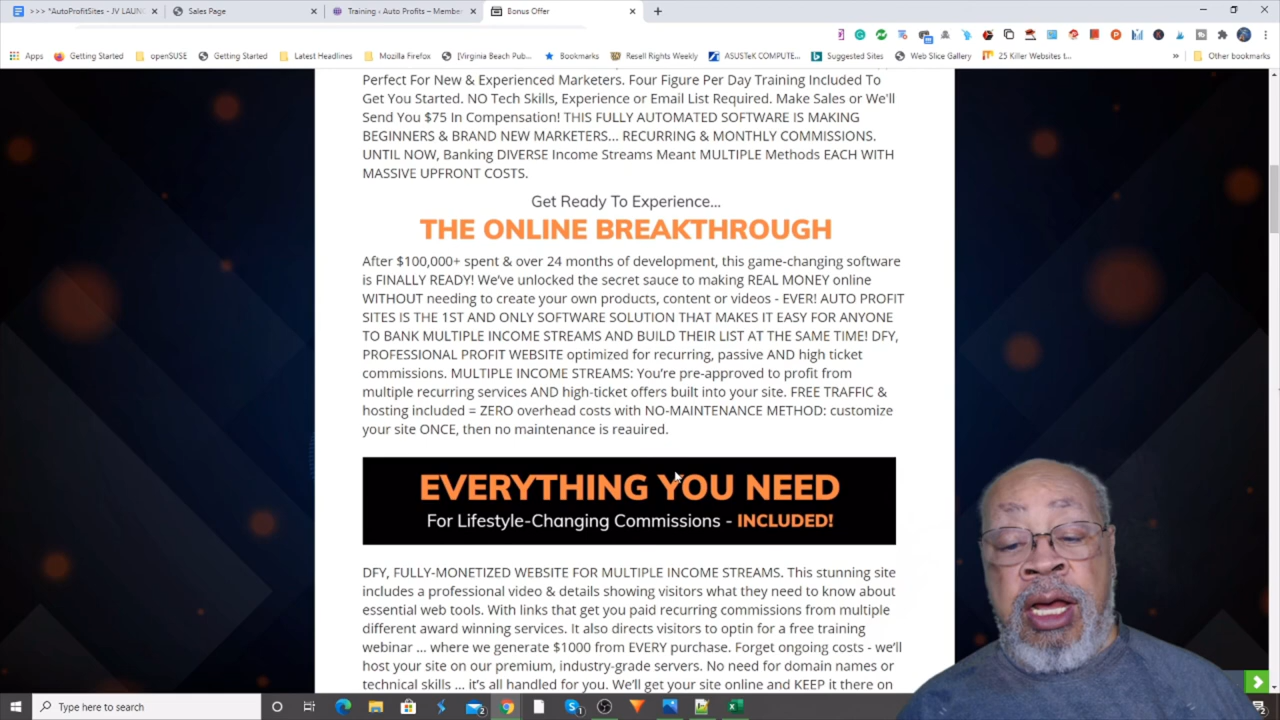 >>> *AutoProfitSites - JV LAUN
Sales Page
Training - Auto Profits – Membe
Bonus Offer
Apps
Getting Started
openSUSE
Getting Started
Latest Headlines
Mozilla Firefox
[Virginia Beach Pub...
Bookmarks
Resell Rights Weekly
ASUSTeK COMPUTE...
Suggested Sites
Web Slice Gallery
25 Killer Websites t...
»
Other bookmarks
Perfect For New & Experienced Marketers. Four Figure Per Day Training Included To
Get You Started. NO Tech Skills, Experience or Email List Required. Make Sales or We'll
Send You $75 In Compensation! THIS FULLY AUTOMATED SOFTWARE IS MAKING
BEGINNERS & BRAND NEW MARKETERS... RECURRING & MONTHLY COMMISSIONS.
UNTIL NOW, Banking DIVERSE Income Streams Meant MULTIPLE Methods EACH WITH
MASSIVE UPFRONT COSTS.
Get Ready To Experience...
THE ONLINE BREAKTHROUGH
After $100,000+ spent & over 24 months of development, this game-changing software
is FINALLY READY! We've unlocked the secret sauce to making REAL MONEY online
WITHOUT needing to create your own products, content or videos - EVER! AUTO PROFIT
SITES IS THE 1ST AND ONLY SOFTWARE SOLUTION THAT MAKES IT EASY FOR ANYONE
TO BANK MULTIPLE INCOME STREAMS AND BUILD THEIR LIST AT THE SAME TIME! DFY,
PROFESSIONAL PROFIT WEBSITE optimized for recurring, passive AND high ticket
commissions. MULTIPLE INCOME STREAMS: You're pre-approved to profit from
multiple recurring services AND high-ticket offers built into your site. FREE TRAFFIC &
hosting included = ZERO overhead costs with NO-MAINTENANCE METHOD: customize
your site ONCE, then no maintenance is reauired.
EVERYTHING YOU NEED
For Lifestyle-Changing Commissions - INCLUDED!
DFY, FULLY-MONETIZED WEBSITE FOR MULTIPLE INCOME STREAMS. This stunning site
includes a professional video & details showing visitors what they need to know about
essential web tools. With links that get you paid recurring commissions from multiple
different award winning services. It also directs visitors to optin for a free training
webinar ... where we generate $1000 from EVERY purchase. Forget ongoing costs - we'll
host your site on our premium, industry-grade servers. No need for domain names or
technical skills ... it's all handled for you. We'll get your site online and KEEP it there on
Type here to search